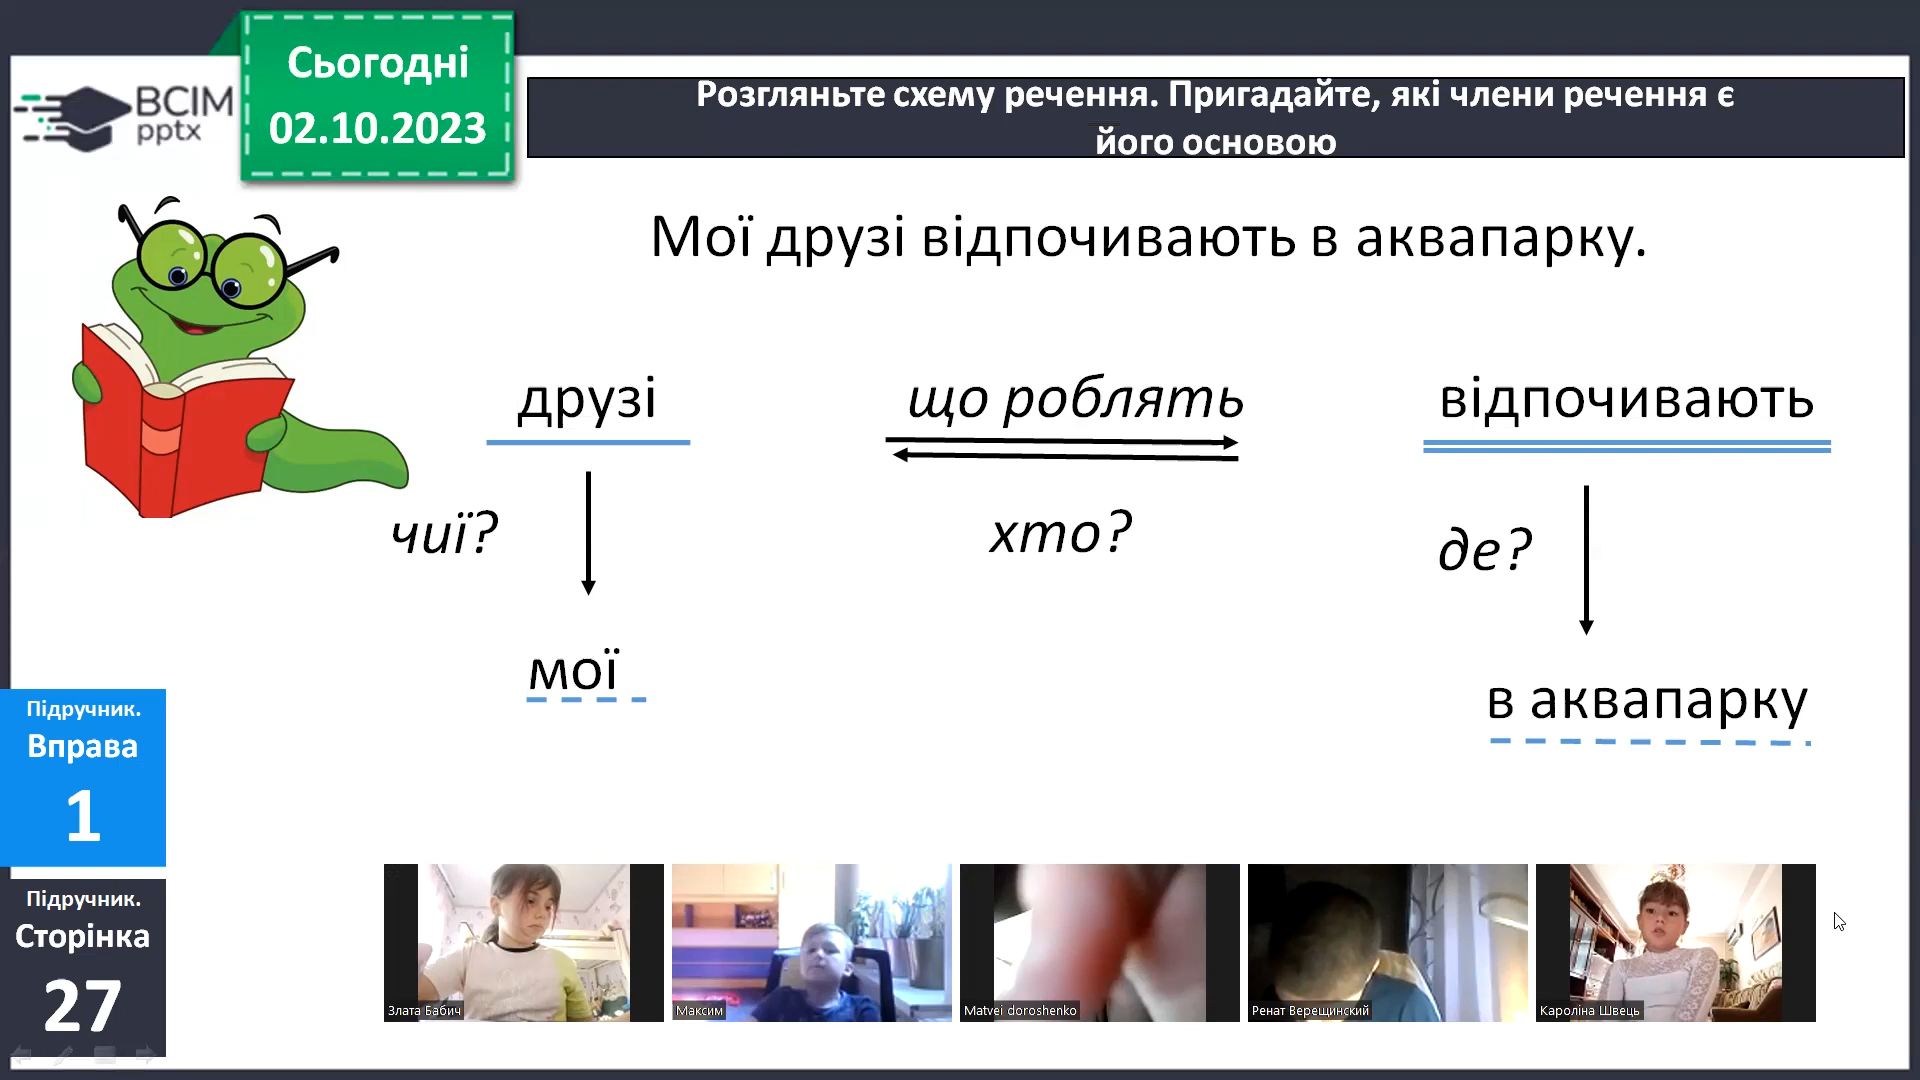 ВСІМ
pptx
Сьогодні
02.10.2023
Розгляньте схему речення. Пригадайте, які члени речення є
його основою
Мої друзі відпочивають в аквапарку.
друзі
що роблять
відпочивають
чиї?
хто?
де?
мої
в аквапарку
Підручник.
Вправа
1
Підручник.
Сторінка
27
Злата Бабич
Максим
Matvei doroshenko
Ренат Верещинский
Кароліна Швець